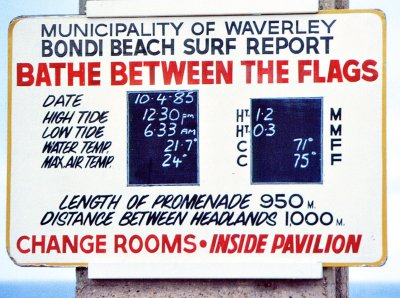 MUNICIPALITY OF WAVERLEY
BONDI BEACH SURF REPORT
BATHE BETWEEN THE FLAGS
DATE 10-4-85
HIGH TIDE 12.30 pm HT. 1.2 M
LOW TIDE 6.33 AM HT. 0.3 M
WATER TEMP. 21.7° C 71° F
MAX. AIR TEMP. 24° C 75° F
LENGTH OF PROMENADE 950 M.
DISTANCE BETWEEN HEADLANDS 1,000 M.
CHANGE ROOMS • INSIDE PAVILION